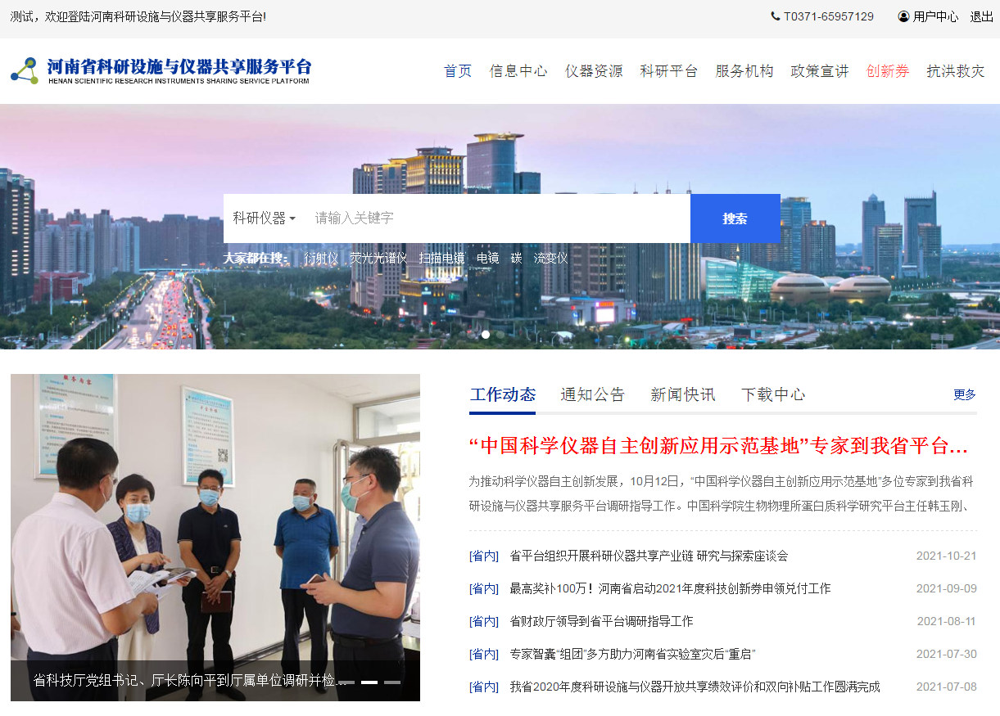 测试，欢迎登陆河南科研设施与仪器共享服务平台!
T0371-65957129 用户中心 退出
河南省科研设施与仪器共享服务平台
HENAN SCIENTIFIC RESEARCH INSTRUMENTS SHARING SERVICE PLATFORM
首页 信息中心 仪器资源 科研平台 服务机构 政策宣讲 创新券 抗洪救灾
科研仪器 请输入关键字 搜索
大家都在搜： 衍射仪 荧光光谱仪 扫描电镜 电镜 碳 流变仪
服务内容
省科技厅党组书记、厅长陈向平到厅属单位调研并检...
工作动态 通知公告 新闻快讯 下载中心 更多
“中国科学仪器自主创新应用示范基地”专家到我省平台...
为推动科学仪器自主创新发展，10月12日，“中国科学仪器自主创新应用示范基地”多位专家到我省科
研设施与仪器共享服务平台调研指导工作。中国科学院生物物理所蛋白质科学研究平台主任韩玉刚、
[省内] 省平台组织开展科研仪器共享产业链 研究与探索座谈会 2021-10-21
[省内] 最高奖补100万！河南省启动2021年度科技创新券申领兑付工作 2021-09-09
[省内] 省财政厅领导到省平台调研指导工作 2021-08-11
[省内] 专家智囊“组团”多方助力河南省实验室灾后“重启” 2021-07-30
[省内] 我省2020年度科研设施与仪器开放共享绩效评价和双向补贴工作圆满完成 2021-07-08